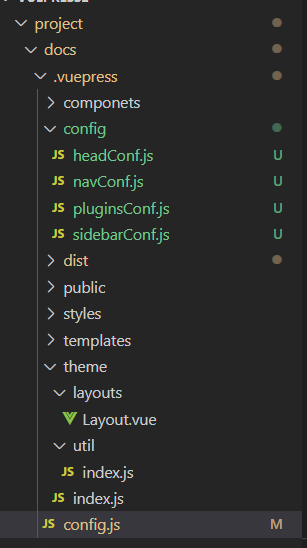 project
docs
.vuepress
componets
config
JS headConf.js U
JS navConf.js U
JS pluginsConf.js U
JS sidebarConf.js U
dist
public
styles
templates
theme
layouts
Layout.vue
util
JS index.js
JS index.js
JS config.js M